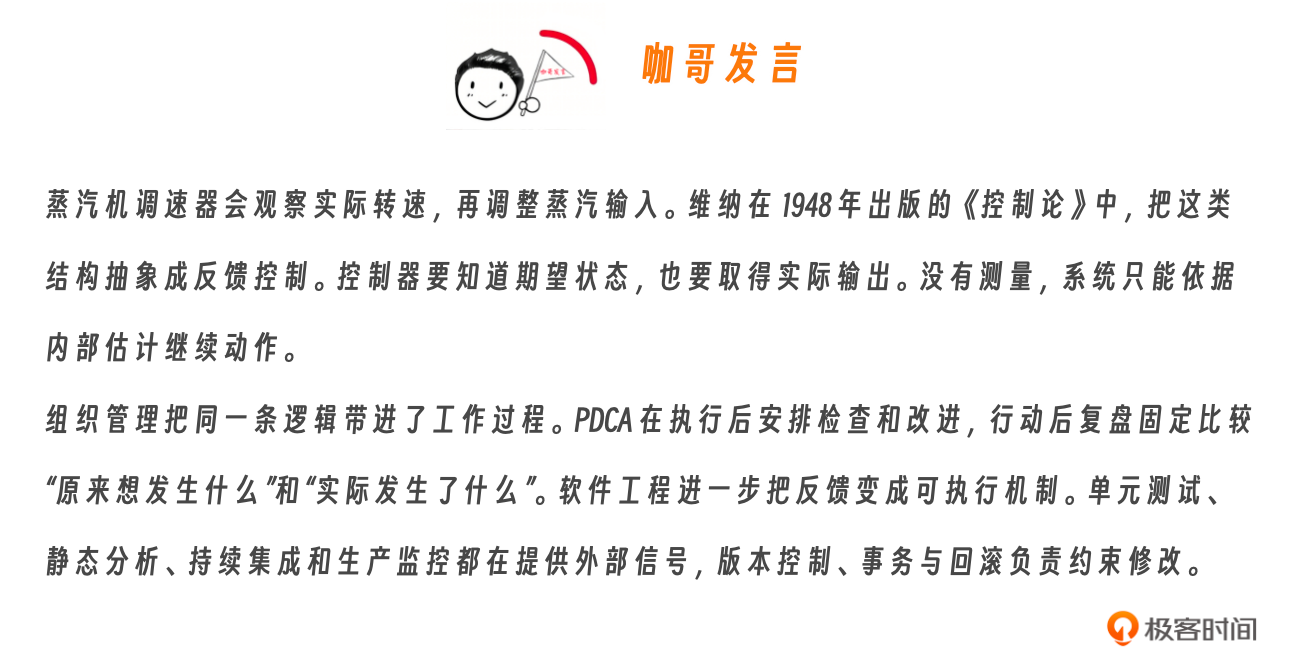 咖哥发言
咖哥发言
蒸汽机调速器会观察实际转速，再调整蒸汽输入。维纳在 1948 年出版的《控制论》中，把这类
结构抽象成反馈控制。控制器要知道期望状态，也要取得实际输出。没有测量，系统只能依据
内部估计继续动作。
组织管理把同一条逻辑带进了工作过程。PDCA 在执行后安排检查和改进，行动后复盘固定比较
“原来想发生什么”和“实际发生了什么”。软件工程进一步把反馈变成可执行机制。单元测试、
静态分析、持续集成和生产监控都在提供外部信号，版本控制、事务与回滚负责约束修改。
极客时间